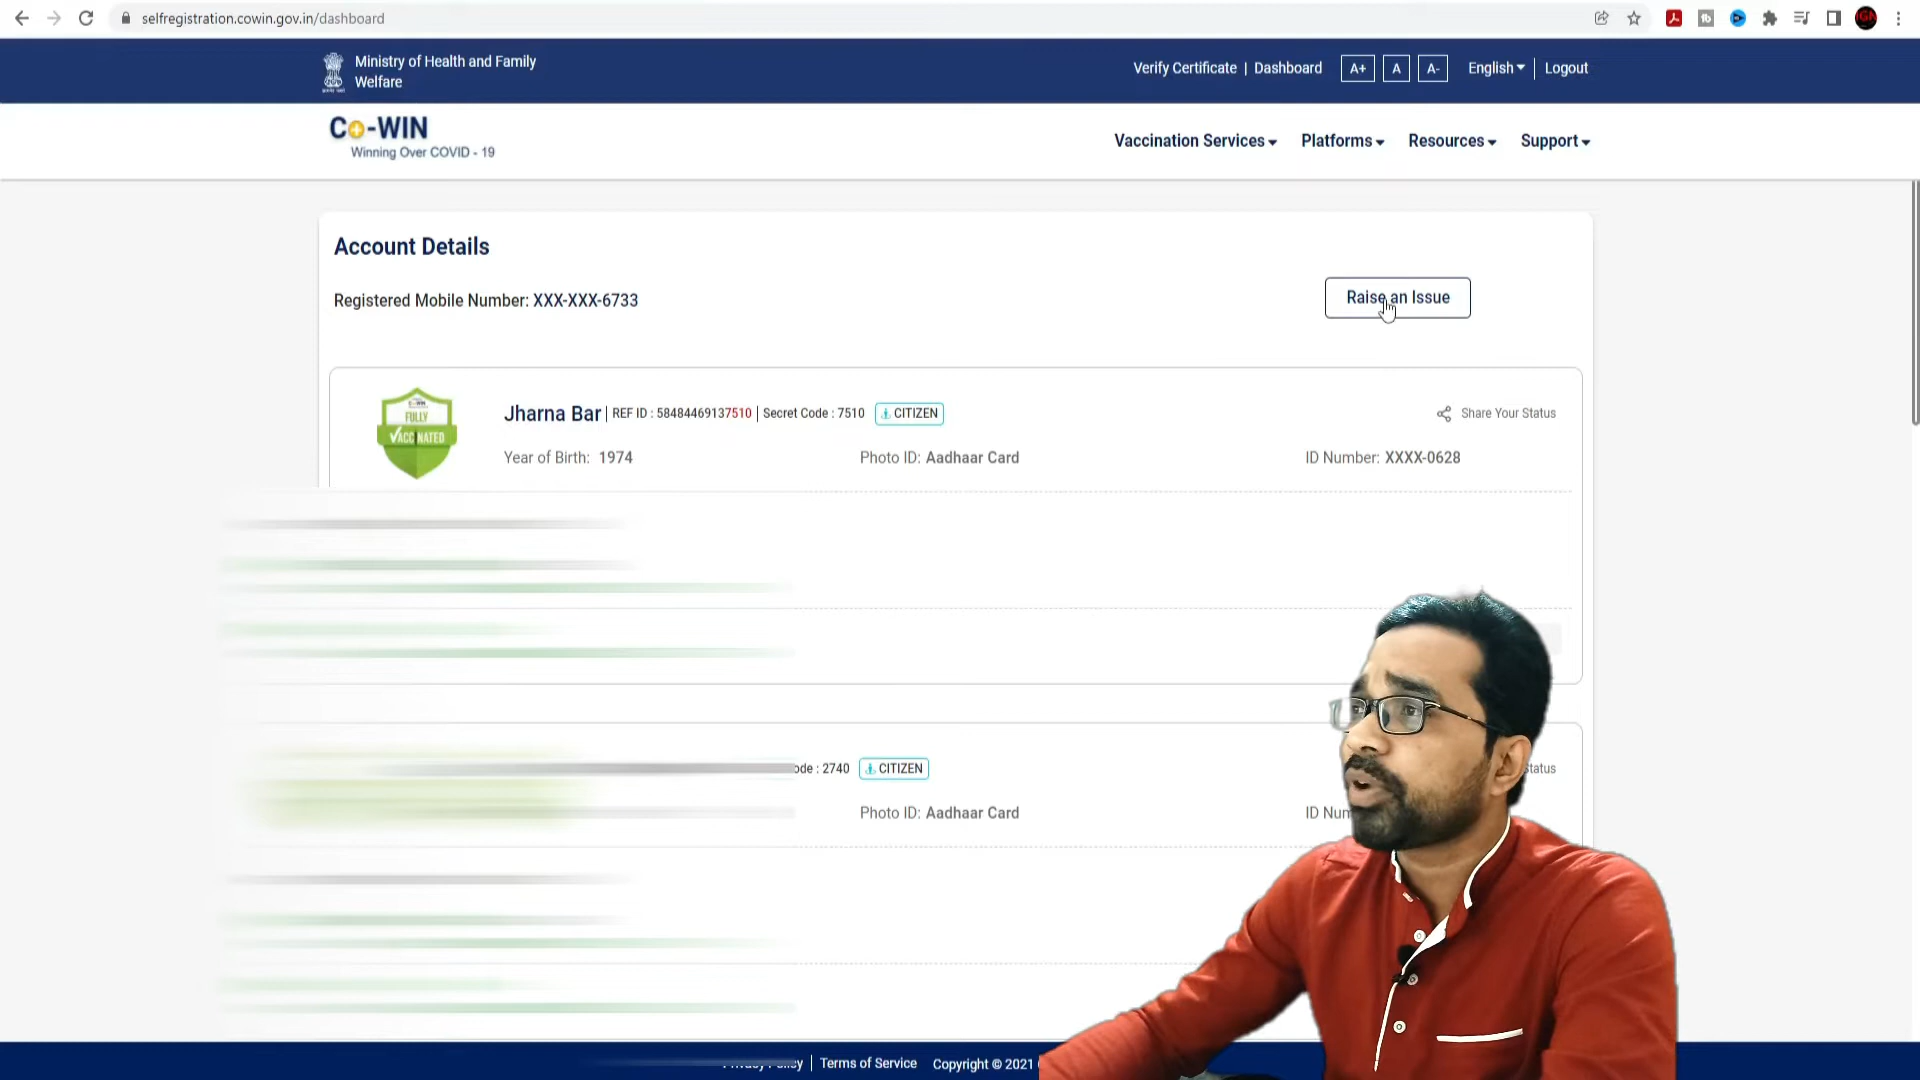 selfregistration.cowin.gov.in/dashboard
Ministry of Health and Family
Welfare
Verify Certificate | Dashboard A+ A A- English Logout
Co-WIN
Winning Over COVID - 19
Vaccination Services Platforms Resources Support
Account Details
Registered Mobile Number: XXX-XXX-6733
Raise an Issue
FULLY
VACCINATED
Jharna Bar | REF ID : 58484469137510 | Secret Code : 7510 CITIZEN
Share Your Status
Year of Birth: 1974 Photo ID: Aadhaar Card ID Number: XXXX-0628
ode : 2740 CITIZEN
Status
Photo ID: Aadhaar Card ID Num
Terms of Service Copyright © 2021